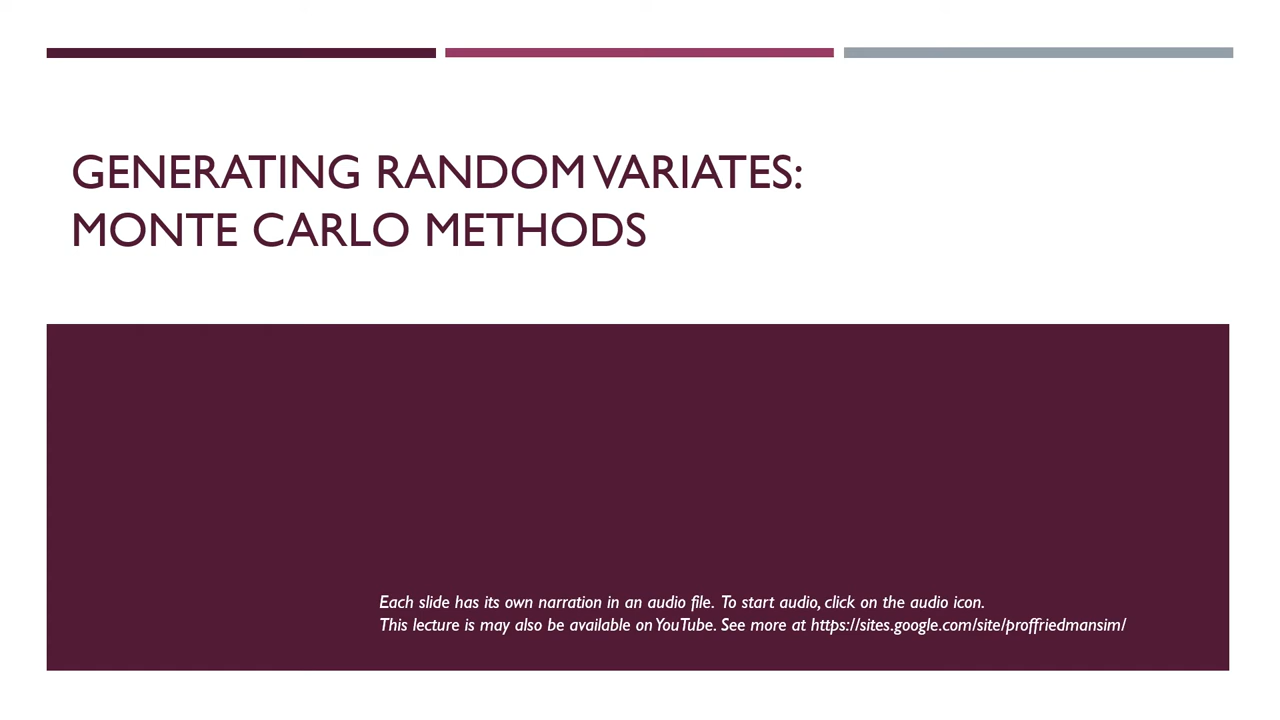 GENERATING RANDOM VARIATES:
MONTE CARLO METHODS
Each slide has its own narration in an audio file. To start audio, click on the audio icon.
This lecture is may also be available on YouTube. See more at https://sites.google.com/site/proffriedmansim/